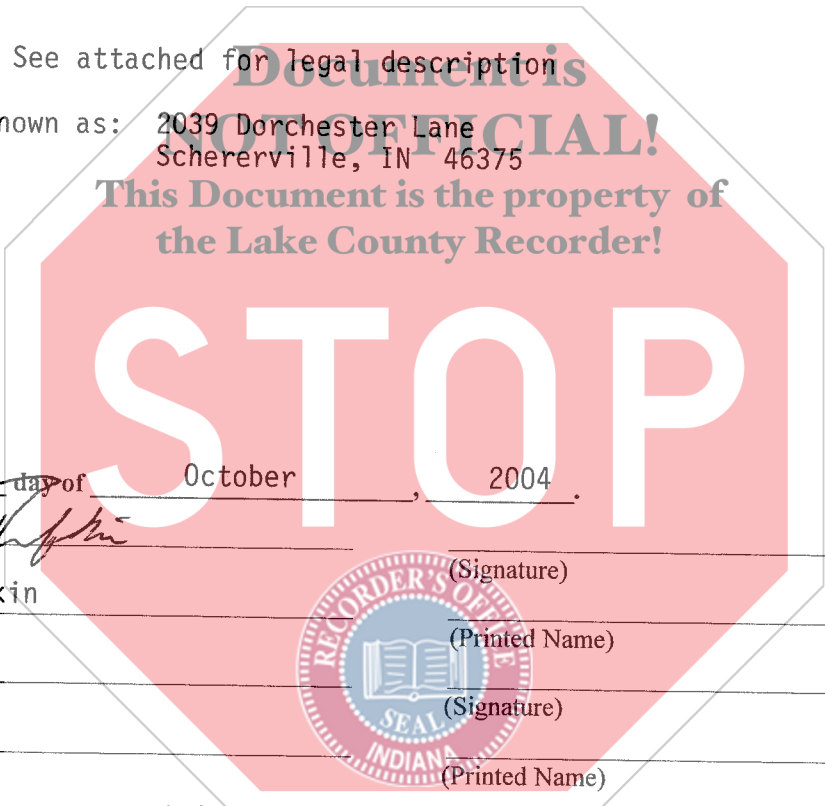 See attached for legal description
Document is
nown as: 2039 Dorchester Lane
NOT OFFICIAL!
Schererville, IN 46375
This Document is the property of
the Lake County Recorder!
STOP
day of October, 2004.
(Signature)
kin
(Printed Name)
(Signature)
(Printed Name)
RECORDER'S OFFICE
SEAL
INDIANA